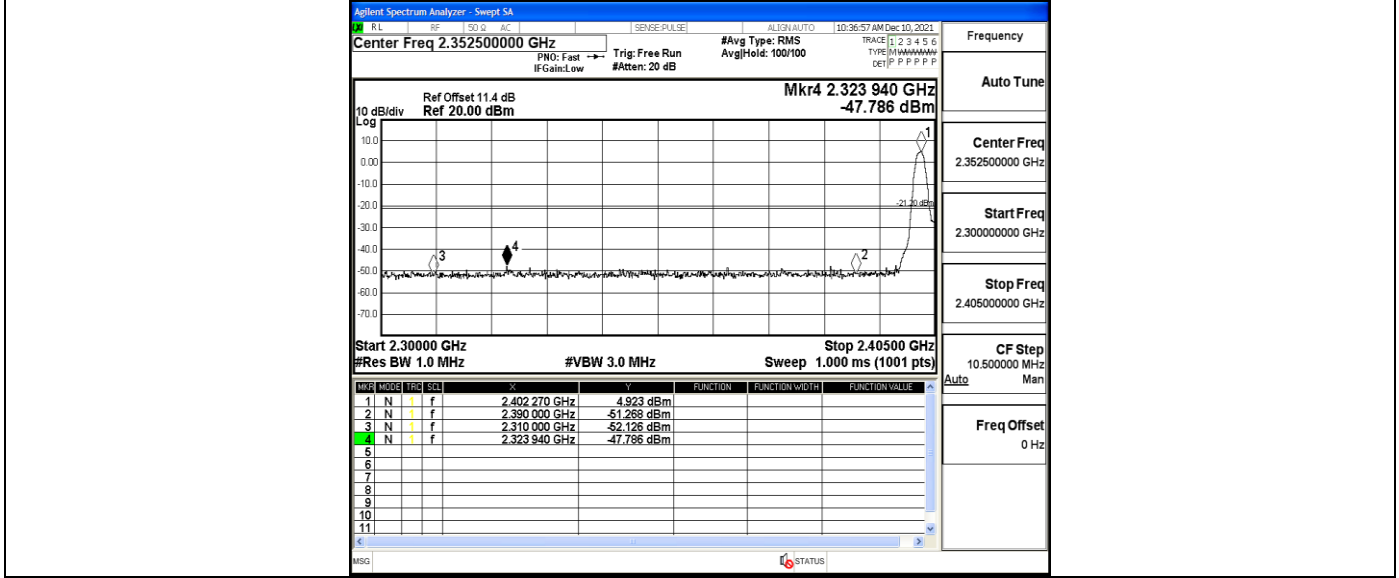 Agilent Spectrum Analyzer - Swept SA
RL RF 50 Ω AC SENSE:PULSE ALIGN AUTO 10:36:57 AM Dec 10, 2021
Center Freq 2.352500000 GHz
PNO: Fast
IFGain:Low
Trig: Free Run
#Atten: 20 dB
#Avg Type: RMS
Avg|Hold: 100/100
TRACE 1 2 3 4 5 6
TYPE M WWWWW
DET P P P P P P
Ref Offset 11.4 dB
10 dB/div Ref 20.00 dBm
Log
Mkr4 2.323 940 GHz
-47.786 dBm
10.0
0.00
-10.0
-20.0
-30.0
-40.0
-50.0
-60.0
-70.0
1
-21.20 dBm
2
3
4
Start 2.30000 GHz Stop 2.40500 GHz
#Res BW 1.0 MHz #VBW 3.0 MHz Sweep 1.000 ms (1001 pts)
MKR MODE TRC SCL X Y FUNCTION FUNCTION WIDTH FUNCTION VALUE
1 N 1 f 2.402 270 GHz 4.923 dBm
2 N 1 f 2.390 000 GHz -51.268 dBm
3 N 1 f 2.310 000 GHz -52.126 dBm
4 N 1 f 2.323 940 GHz -47.786 dBm
5
6
7
8
9
10
11
MSG STATUS
Frequency
Auto Tune
Center Freq
2.352500000 GHz
Start Freq
2.300000000 GHz
Stop Freq
2.405000000 GHz
CF Step
10.500000 MHz
Auto Man
Freq Offset
0 Hz